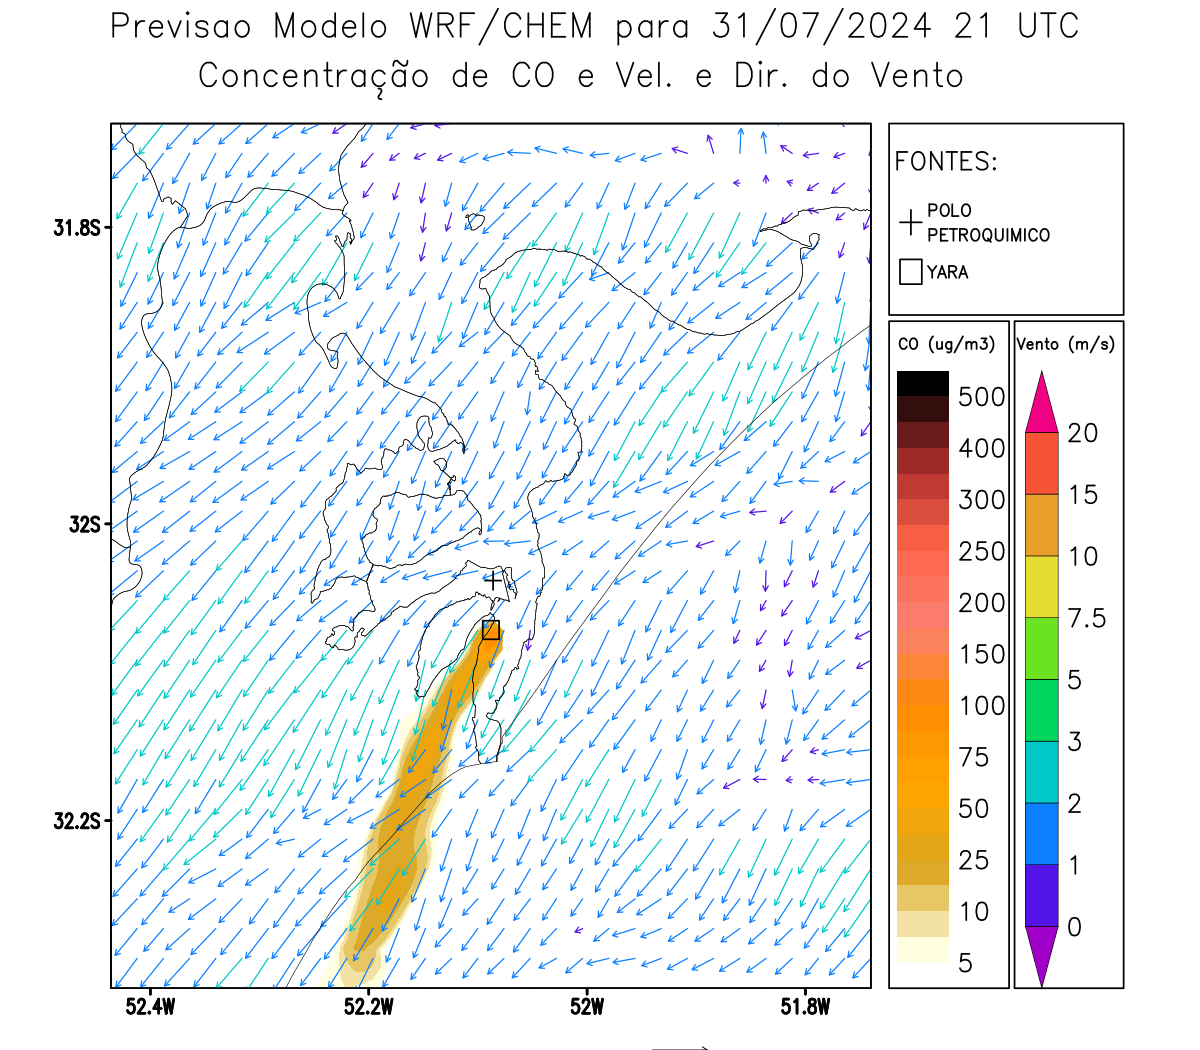 Previsao Modelo WRF/CHEM para 31/07/2024 21 UTC
Concentração de CO e Vel. e Dir. do Vento
FONTES:
POLO
PETROQUIMICO
YARA
CO (ug/m3)
500
400
300
250
200
150
100
75
50
25
10
5
Vento (m/s)
20
15
10
7.5
5
3
2
1
0
31.8S
32S
32.2S
52.4W
52.2W
52W
51.8W